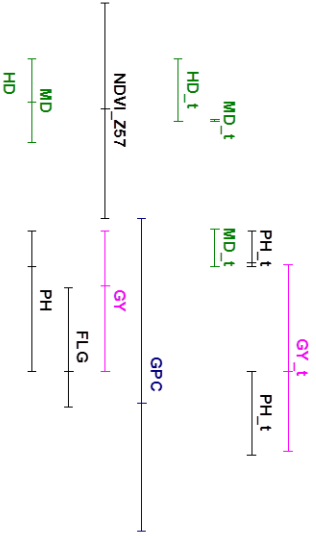 HD
MD
NDVI_Z57
HD_t
MD_t
PH
FLG
GY
GPC
MD_t
PH_t
GY_t
PH_t